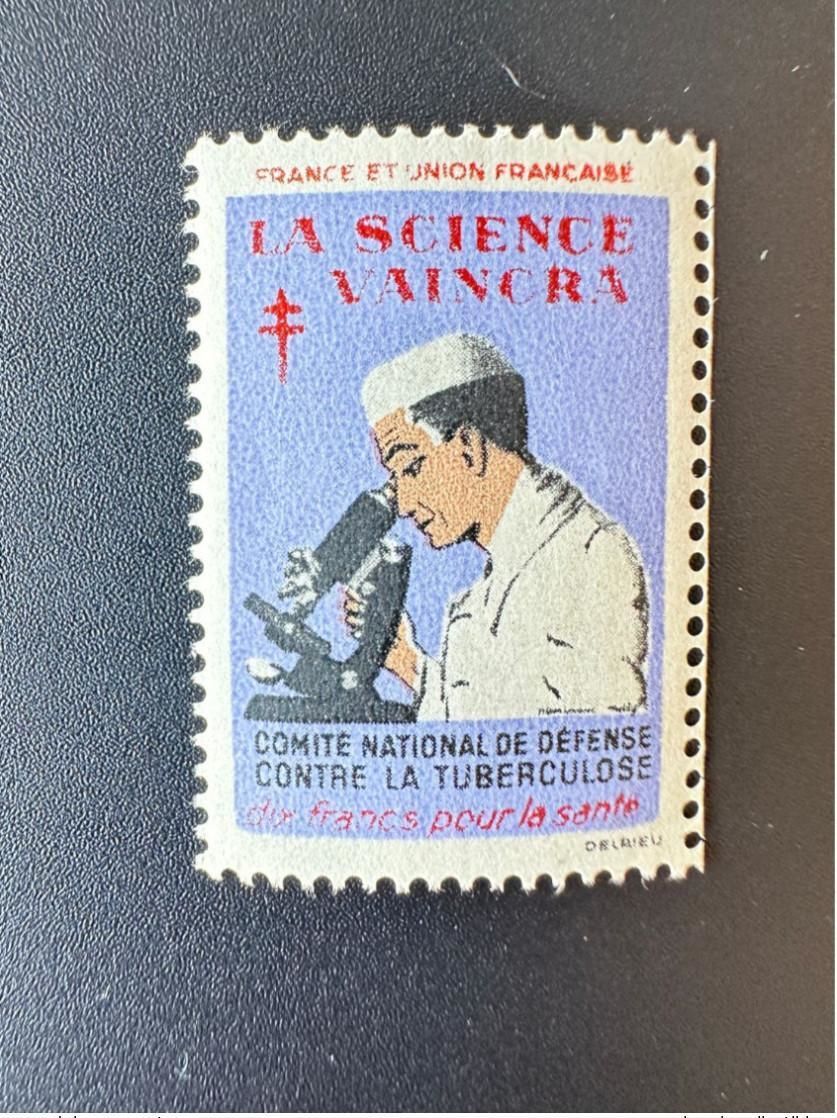 FRANCE ET UNION FRANÇAISE
LA SCIENCE
VAINCRA
COMITÉ NATIONAL DE DÉFENSE
CONTRE LA TUBERCULOSE
dix francs pour la santé
DELRIEU